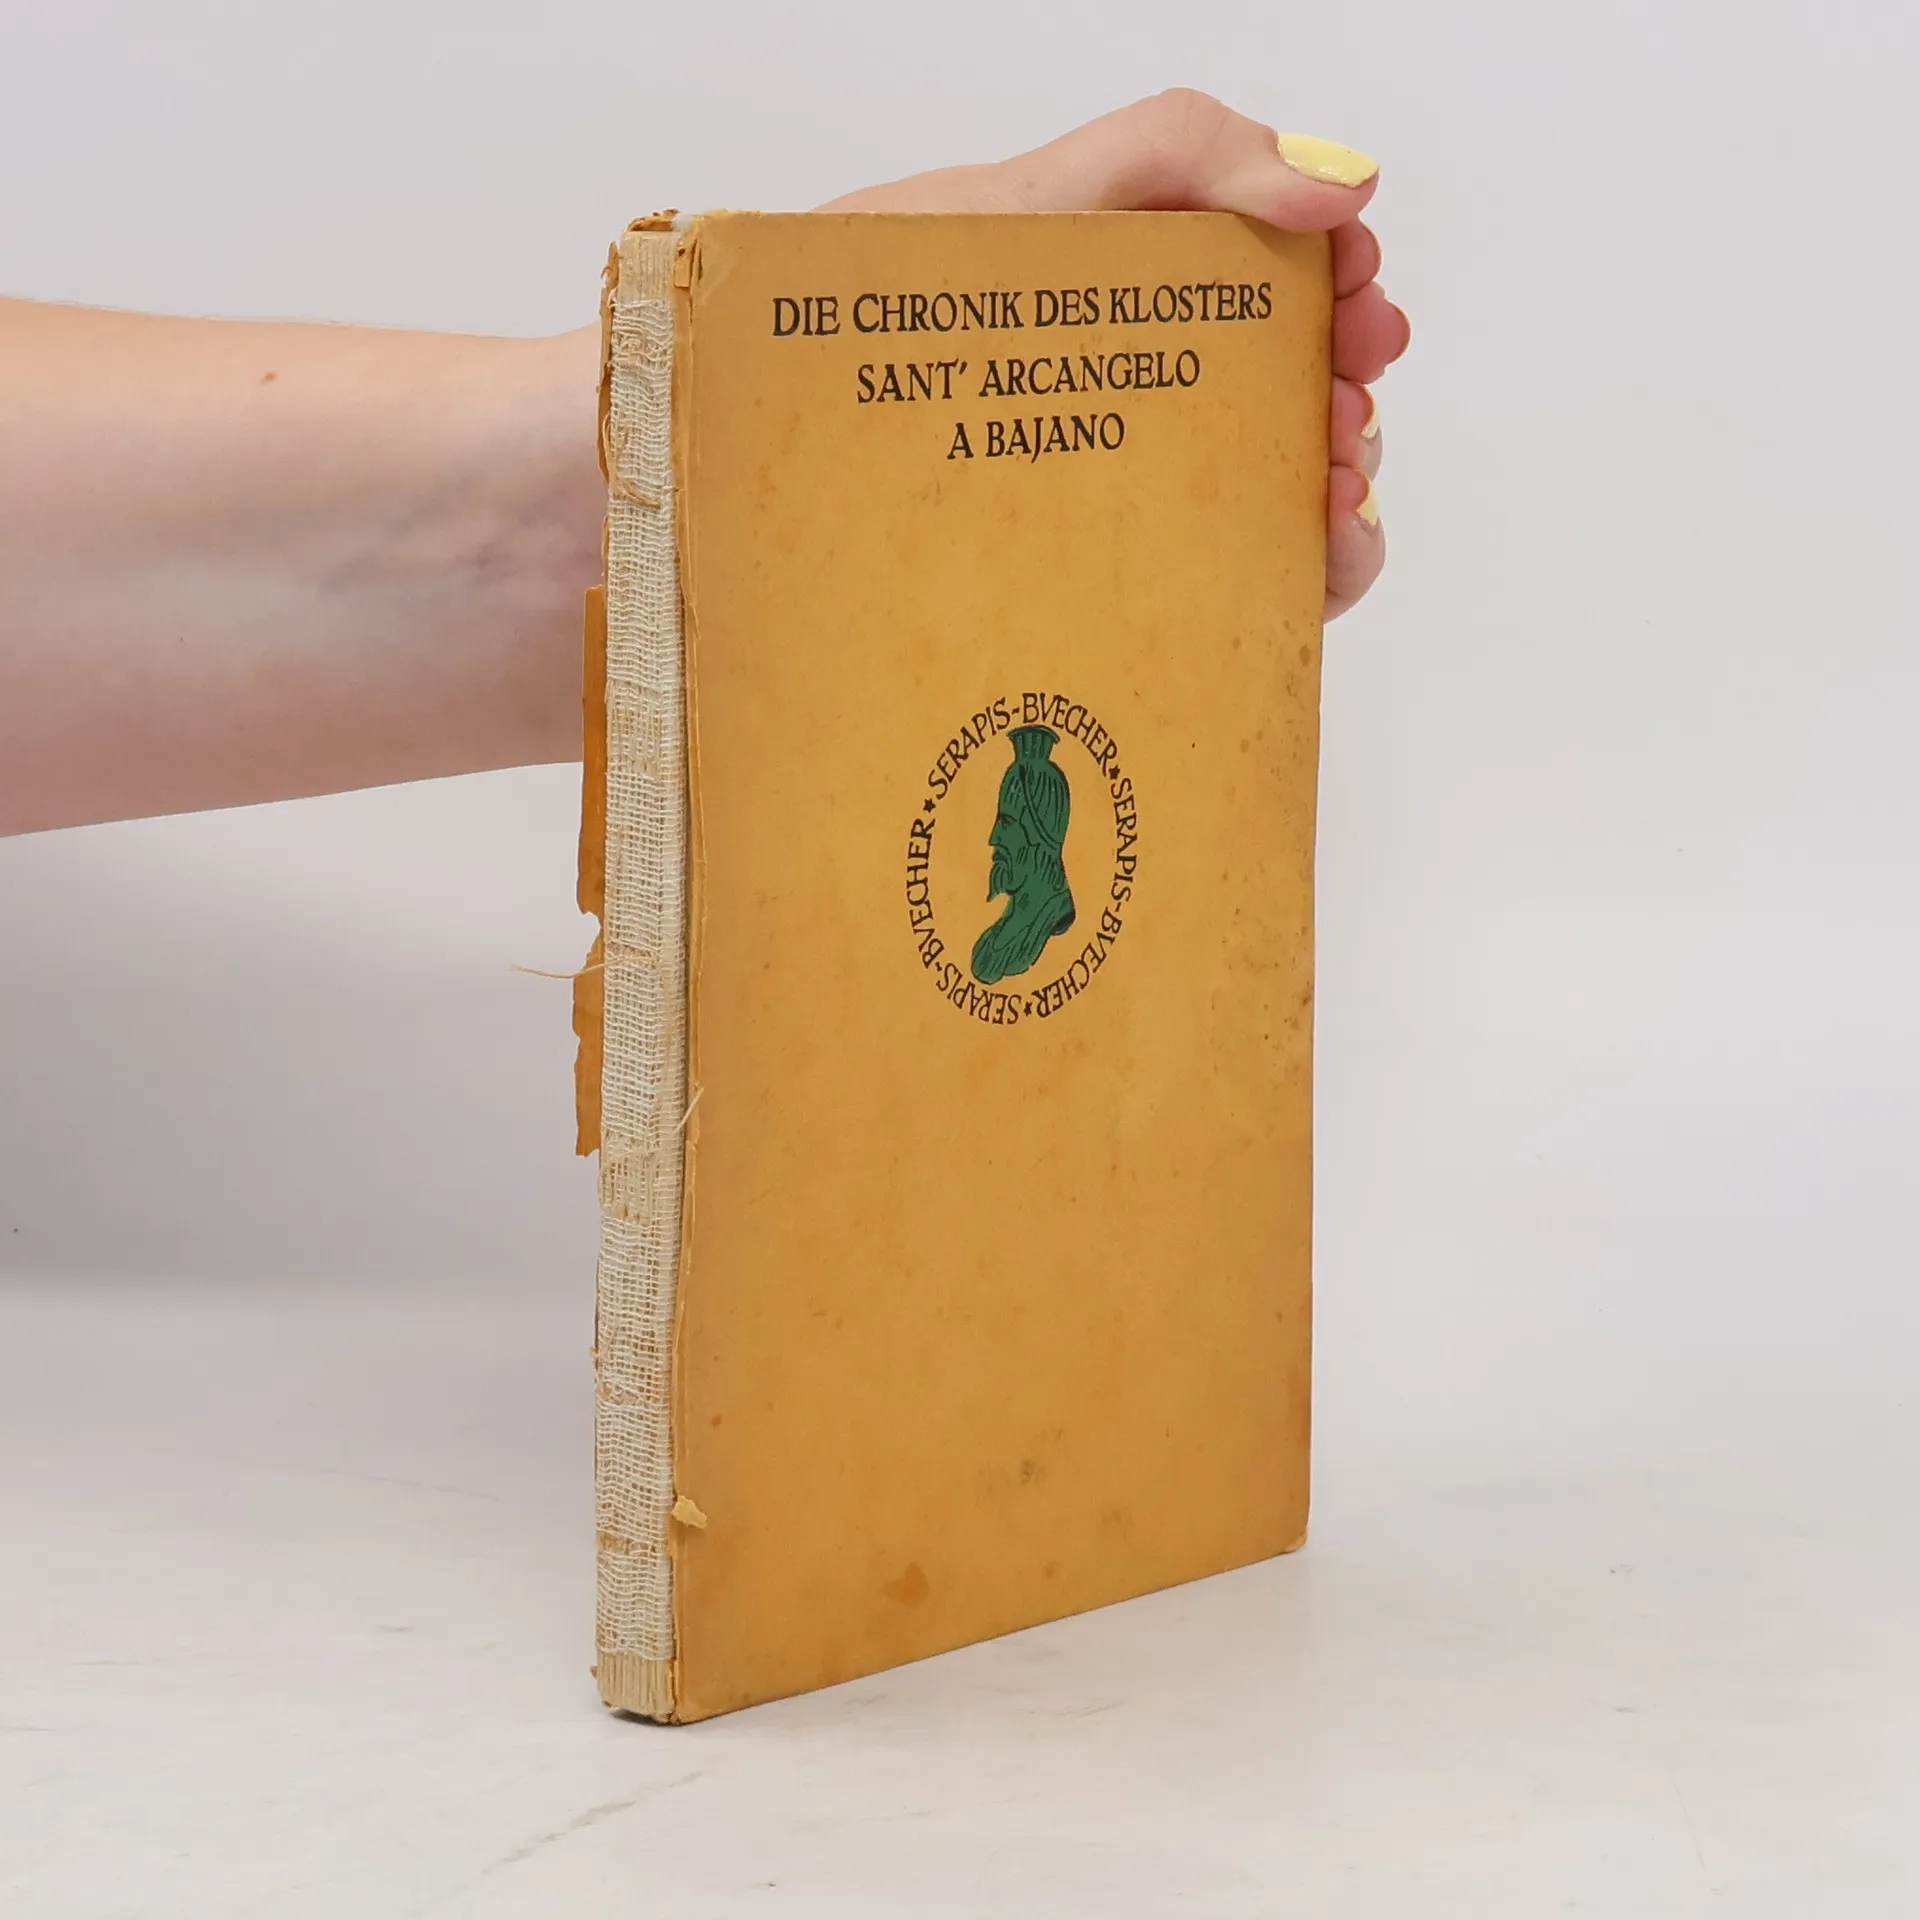 DIE CHRONIK DES KLOSTERS
SANT' ARCANGELO
A BAJANO
SERAPIS-BVECHER * SERAPIS-BVECHER * SERAPIS-BVECHER *